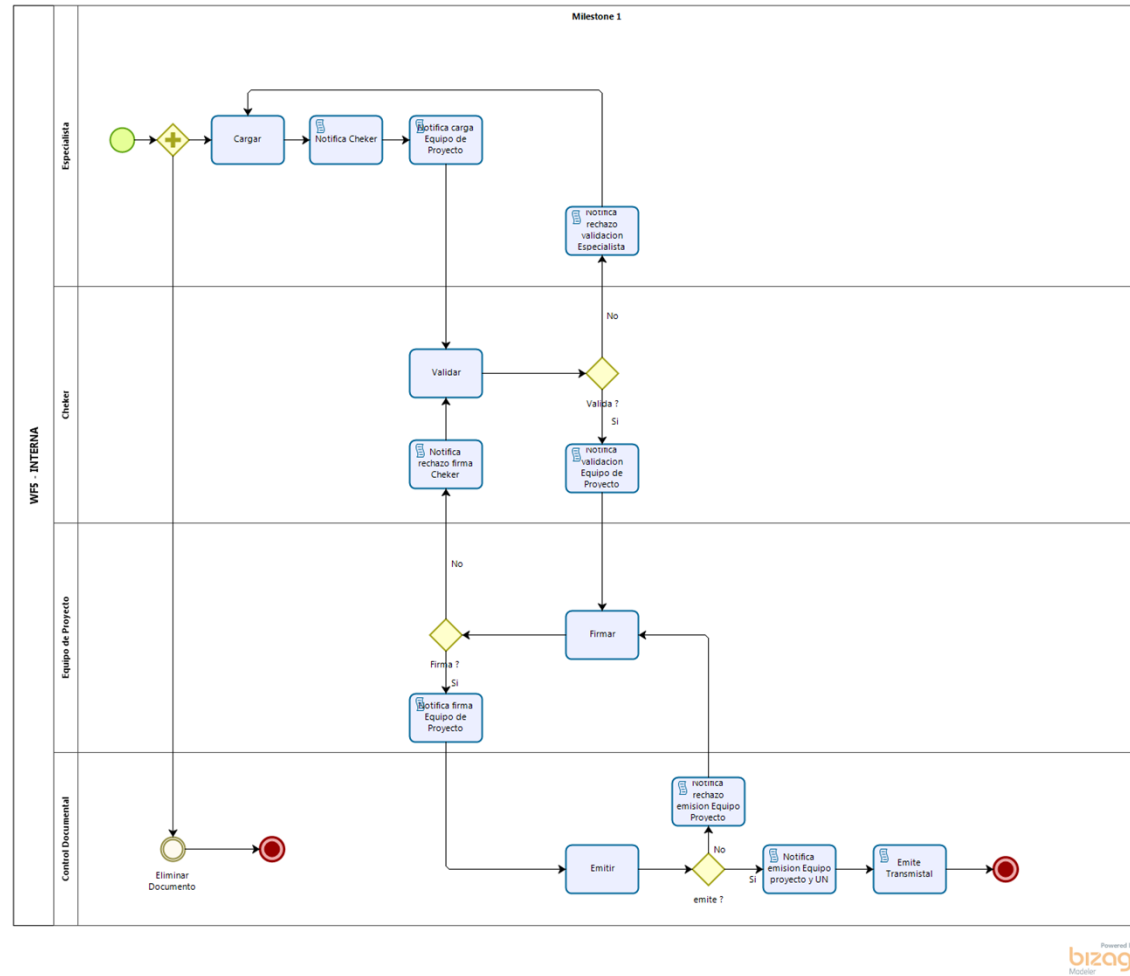 Milestone 1
WF5 - INTERNA
Especialista
Cargar
Notifica Cheker
Notifica carga
Equipo de
Proyecto
Notifica
rechazo
validacion
Especialista
No
Cheker
Validar
Valida ?
Si
Notifica
rechazo firma
Cheker
Notifica
validacion
Equipo de
Proyecto
Equipo de Proyecto
No
Firmar
Firma ?
Si
Notifica firma
Equipo de
Proyecto
Control Documental
Notifica
rechazo
emision Equipo
Proyecto
No
Eliminar
Documento
Emitir
emite ?
Si
Notifica
emision Equipo
proyecto y UN
Emite
Transmistal
Powered
bizag
Modeler